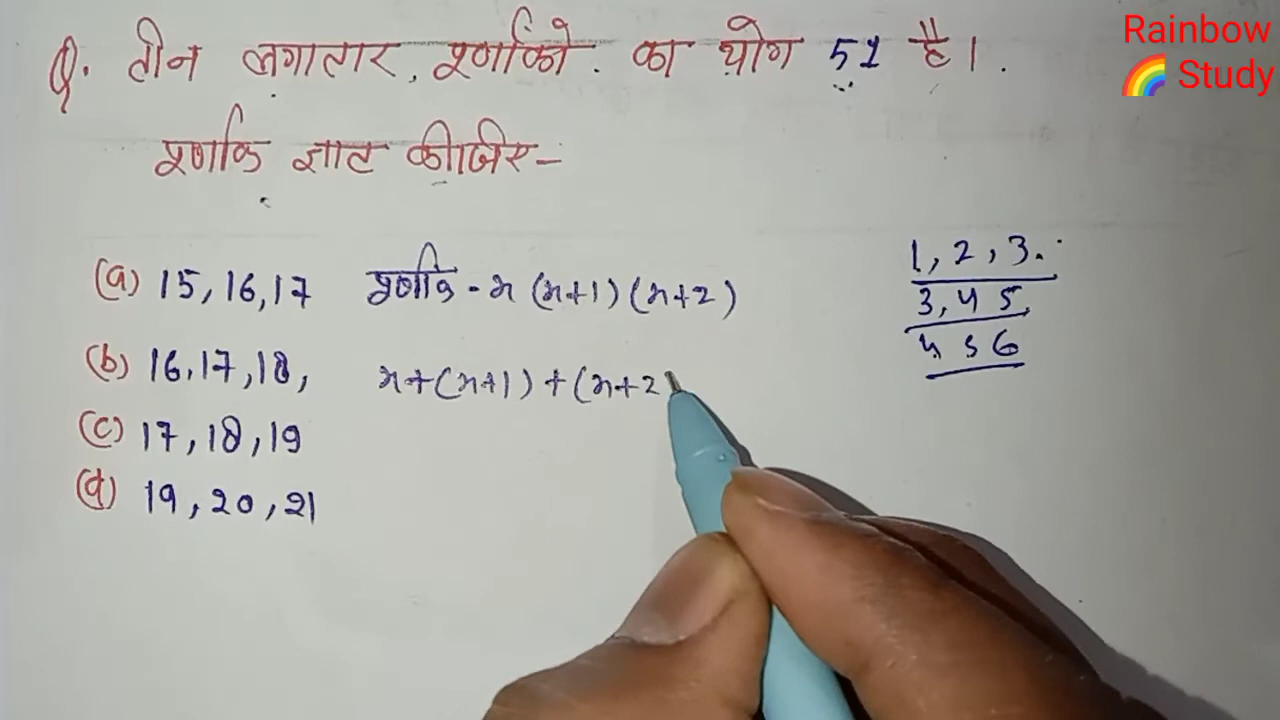 Q. तीन लगातार, पूर्णांको. का योग 51 है।
पूर्णांक ज्ञात कीजिए-
(a) 15, 16, 17
पूर्णांक - x (x+1) (x+2)
(b) 16, 17, 18,
x+(x+1) + (x+2
(c) 17, 18, 19
(d) 19, 20, 21
1, 2, 3.
3, 4 5
4 5 6
Rainbow
Study